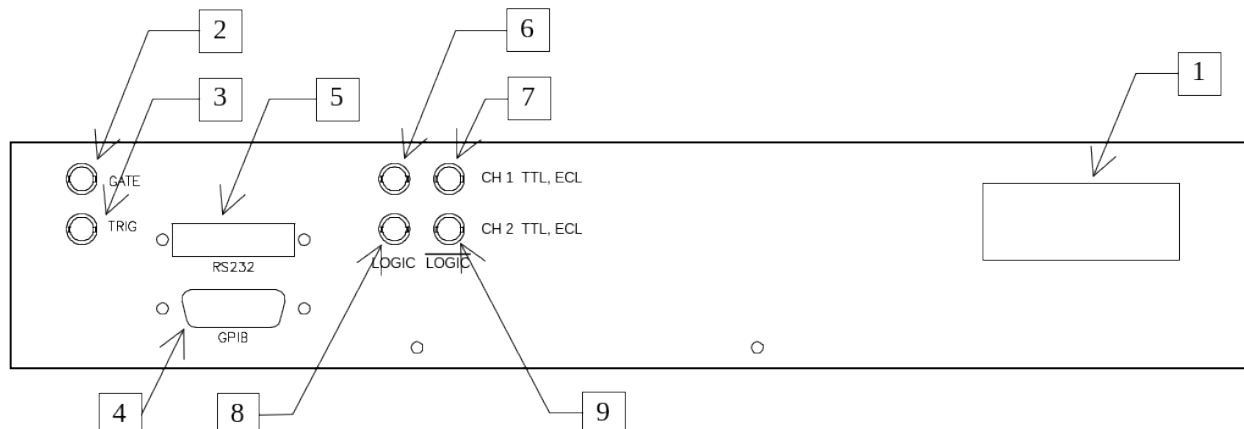 2
6
3
5
7
1
GATE
CH 1 TTL, ECL
TRIG
CH 2 TTL, ECL
RS232
LOGIC LOGIC
GPIB
4
8
9